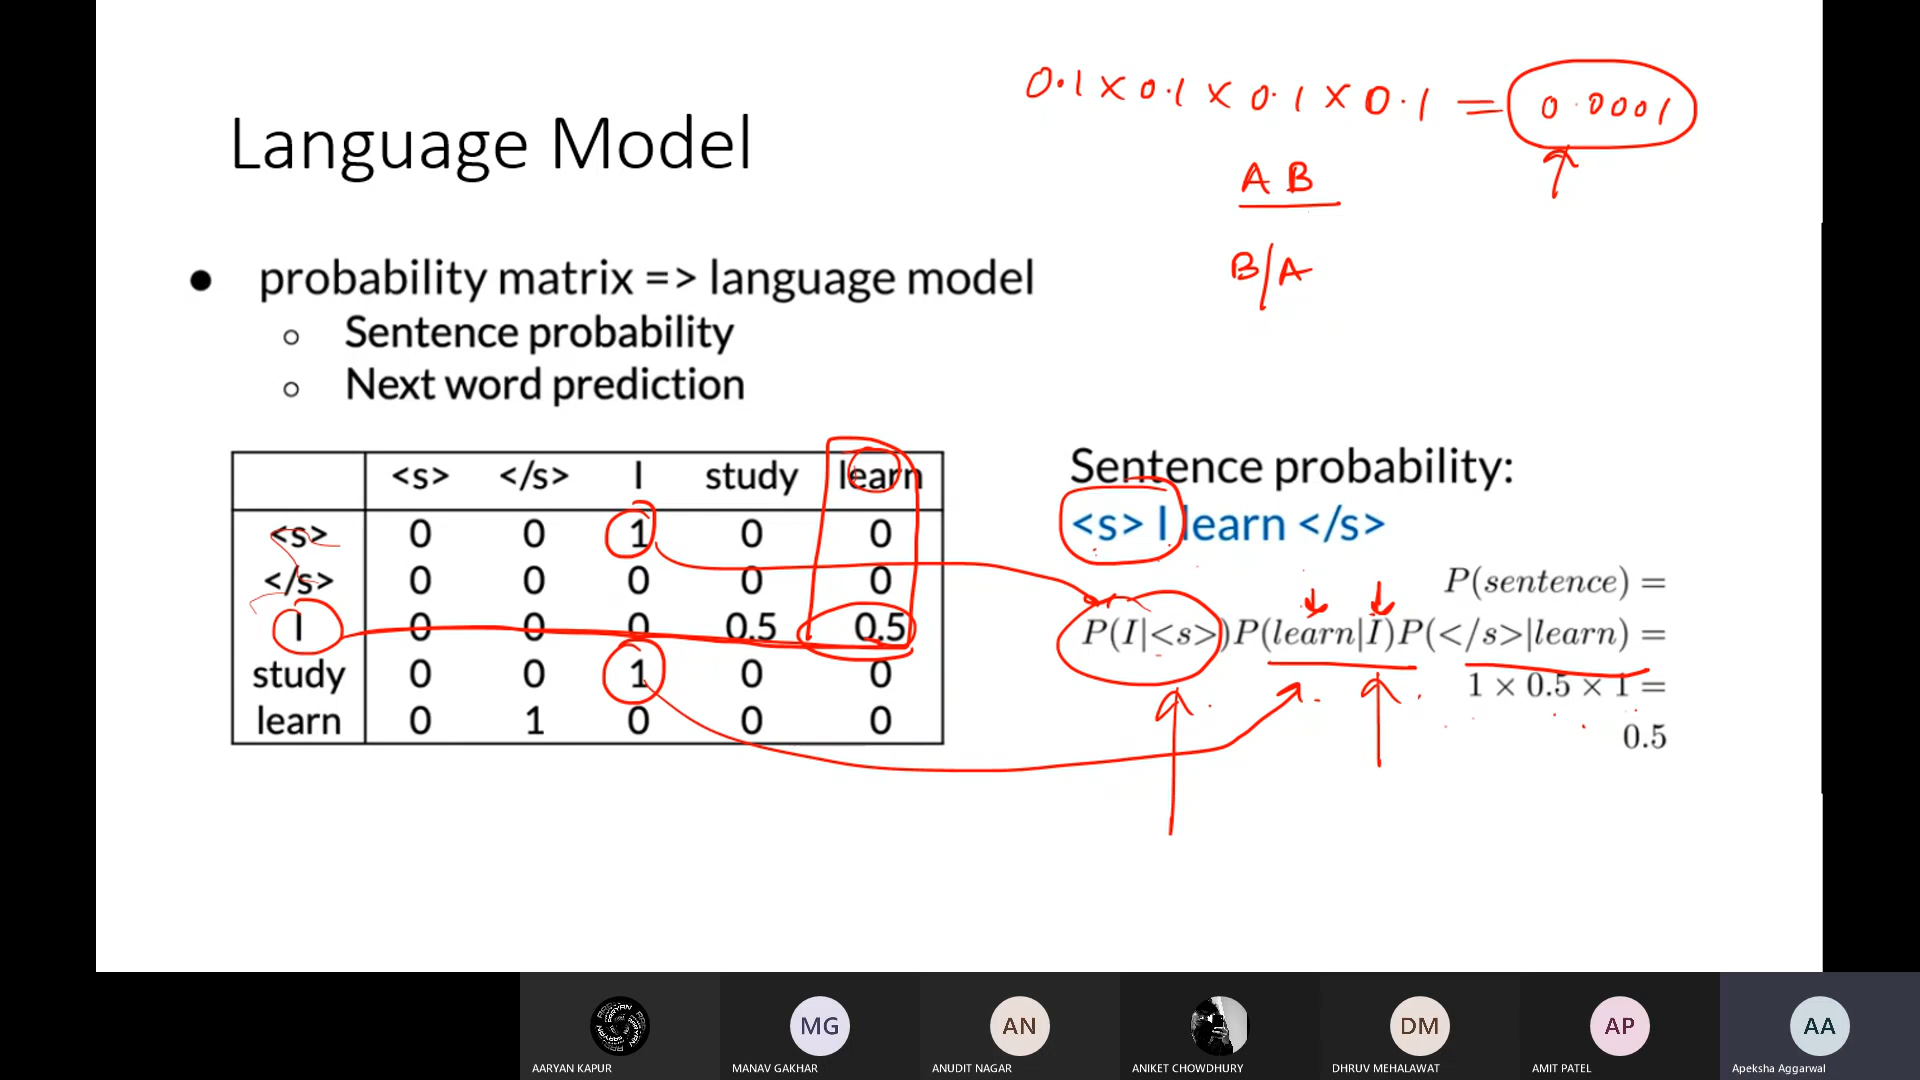 0.1 × 0.1 × 0.1 × 0.1 = 0.0001
Language Model
A B
B/A
● probability matrix => language model
○ Sentence probability
○ Next word prediction
<s> </s> I study learn
<s> 0 0 1 0 0
</s> 0 0 0 0 0
I 0 0 0 0.5 0.5
study 0 0 1 0 0
learn 0 1 0 0 0
Sentence probability:
<s> I learn </s>
P(sentence) =
P(I|<s>)P(learn|I)P(</s>|learn) =
1 × 0.5 × 1 =
0.5
MG AN DM AP AA
AARYAN KAPUR MANAV GAKHAR ANUDIT NAGAR ANIKET CHOWDHURY DHRUV MEHALAWAT AMIT PATEL Apeksha Aggarwal